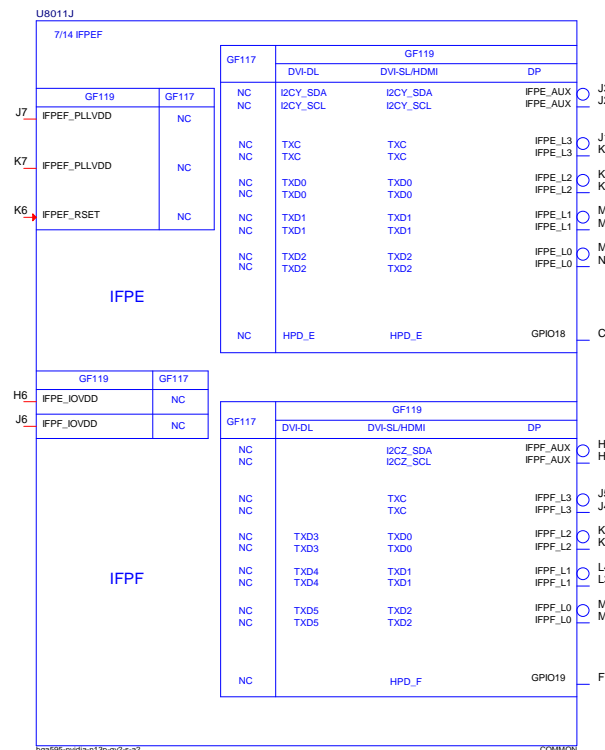 U8011J
7/14 IFPEF
GF119 GF117
J7 IFPEF_PLLVDD NC
K7 IFPEF_PLLVDD NC
K6 IFPEF_RSET NC
IFPE
GF117 GF119
DVI-DL DVI-SL/HDMI DP
NC I2CY_SDA I2CY_SDA IFPE_AUX
NC I2CY_SCL I2CY_SCL IFPE_AUX
NC TXC TXC IFPE_L3
NC TXC TXC IFPE_L3
NC TXD0 TXD0 IFPE_L2
NC TXD0 TXD0 IFPE_L2
NC TXD1 TXD1 IFPE_L1
NC TXD1 TXD1 IFPE_L1
NC TXD2 TXD2 IFPE_L0
NC TXD2 TXD2 IFPE_L0
NC HPD_E HPD_E GPIO18
GF119 GF117
H6 IFPE_IOVDD NC
J6 IFPF_IOVDD NC
IFPF
GF117 GF119
DVI-DL DVI-SL/HDMI DP
NC I2CZ_SDA IFPF_AUX
NC I2CZ_SCL IFPF_AUX
NC TXC IFPF_L3
NC TXC IFPF_L3
NC TXD3 TXD0 IFPF_L2
NC TXD3 TXD0 IFPF_L2
NC TXD4 TXD1 IFPF_L1
NC TXD4 TXD1 IFPF_L1
NC TXD5 TXD2 IFPF_L0
NC TXD5 TXD2 IFPF_L0
NC HPD_F GPIO19
COMMON